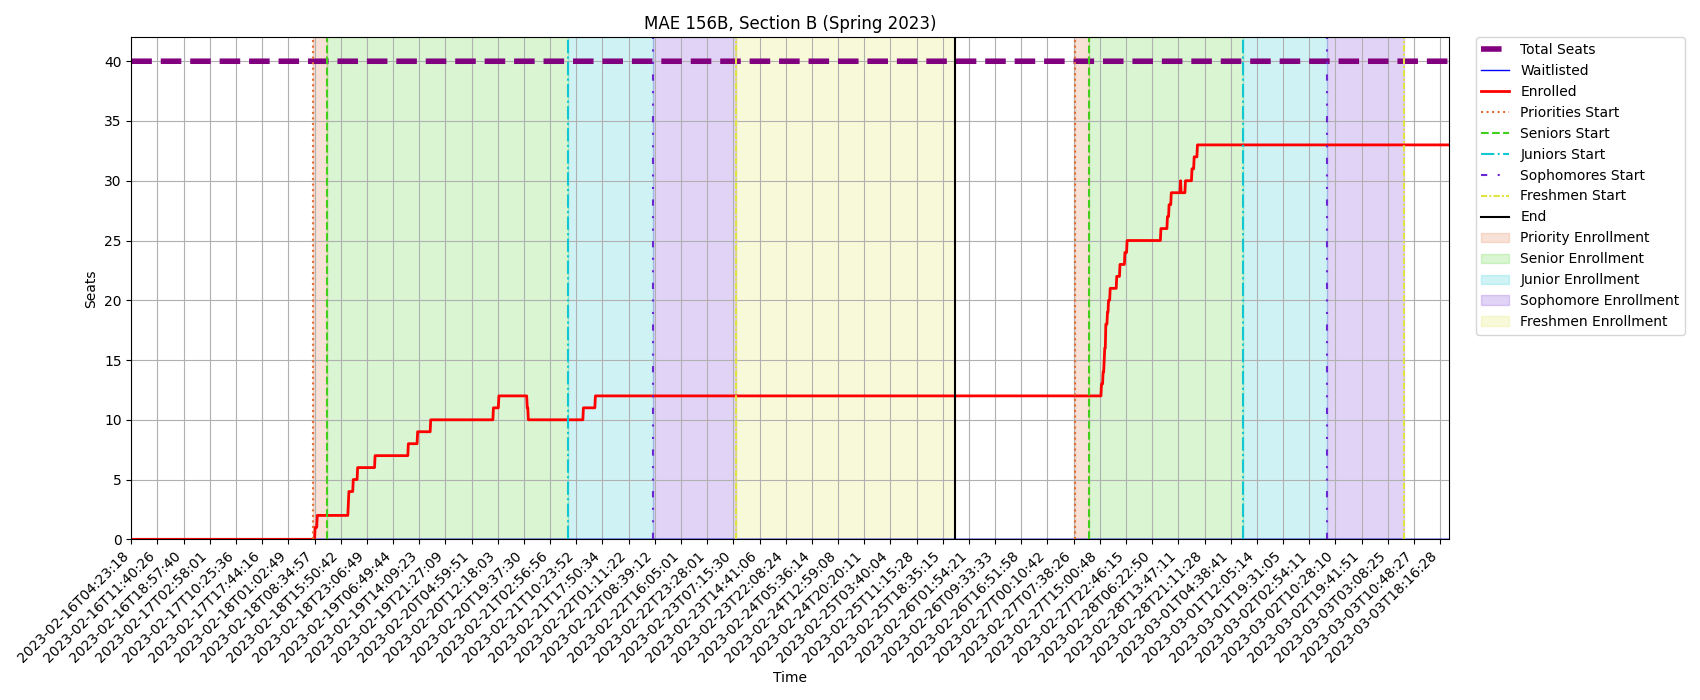 MAE 156B, Section B (Spring 2023)
Total Seats
Waitlisted
Enrolled
Priorities Start
Seniors Start
Juniors Start
Sophomores Start
Freshmen Start
End
Priority Enrollment
Senior Enrollment
Junior Enrollment
Sophomore Enrollment
Freshmen Enrollment
Seats
40
35
30
25
20
15
10
5
0
2023-02-16T04:23:18
2023-02-16T11:40:26
2023-02-16T18:57:40
2023-02-17T02:58:01
2023-02-17T10:25:36
2023-02-17T17:44:16
2023-02-18T01:02:49
2023-02-18T08:34:57
2023-02-18T15:50:42
2023-02-18T23:06:49
2023-02-19T06:49:44
2023-02-19T14:09:23
2023-02-19T21:27:09
2023-02-20T04:59:51
2023-02-20T12:18:03
2023-02-20T19:37:30
2023-02-21T02:56:56
2023-02-21T10:23:52
2023-02-21T17:50:34
2023-02-22T01:11:22
2023-02-22T08:39:12
2023-02-22T16:05:01
2023-02-22T23:28:01
2023-02-23T07:15:30
2023-02-23T14:41:06
2023-02-23T22:08:24
2023-02-24T05:36:14
2023-02-24T12:59:08
2023-02-24T20:20:11
2023-02-25T03:40:04
2023-02-25T11:15:28
2023-02-25T18:35:15
2023-02-26T01:54:21
2023-02-26T09:33:33
2023-02-26T16:51:58
2023-02-27T00:10:42
2023-02-27T07:38:26
2023-02-27T15:00:48
2023-02-27T22:46:15
2023-02-28T06:22:50
2023-02-28T13:47:11
2023-02-28T21:11:28
2023-03-01T04:38:41
2023-03-01T12:05:14
2023-03-01T19:31:05
2023-03-02T02:54:11
2023-03-02T10:28:10
2023-03-02T19:41:51
2023-03-03T03:08:25
2023-03-03T10:48:27
2023-03-03T18:16:28
Time